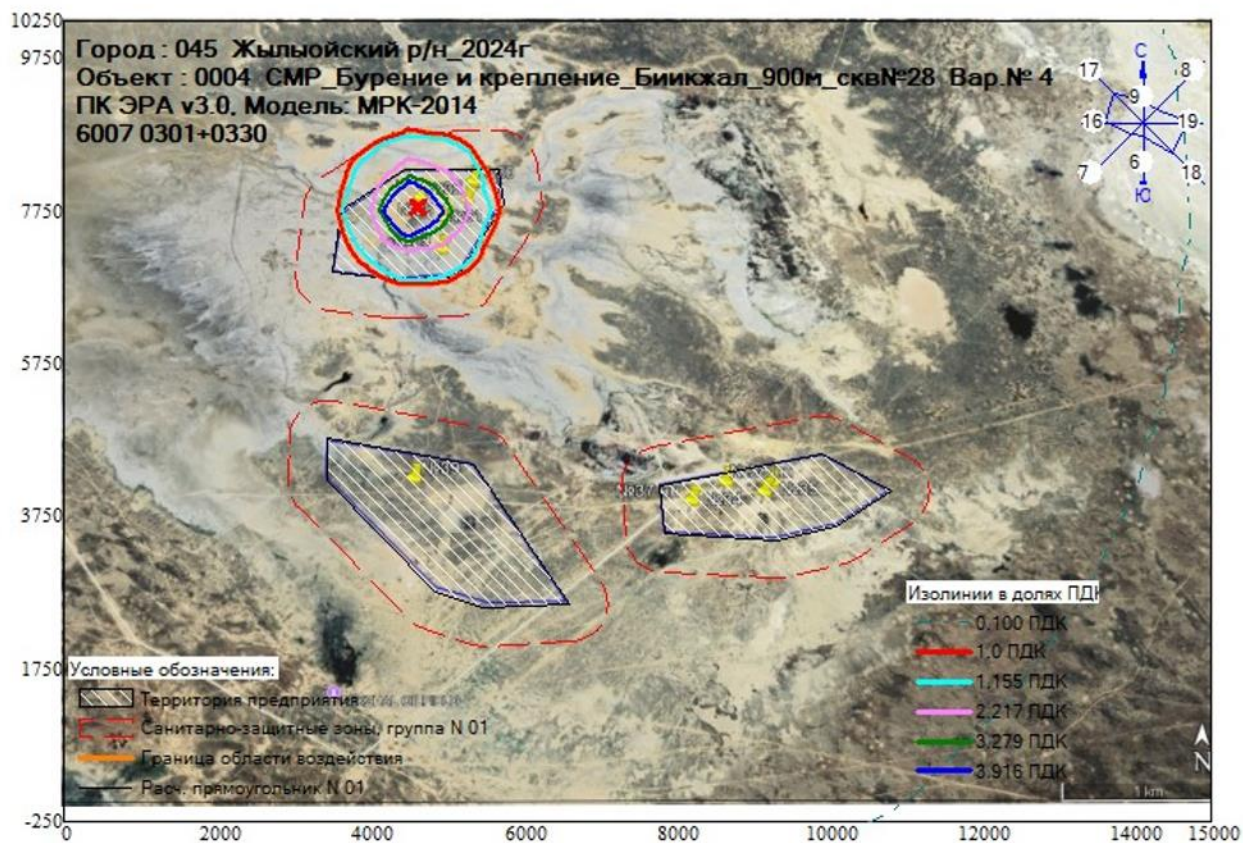 10250
9750
7750
5750
3750
1750
-250
0
2000
4000
6000
8000
10000
12000
14000
15000
Город : 045 Жылыойский р/н_2024г
Объект : 0004 СМР_Бурение и крепление_Биикжал_900м_скв№28 Вар.№ 4
ПК ЭРА v3.0, Модель: МРК-2014
6007 0301+0330
С
17
8
9
16
19
6
7
18
Ю
№39
№37
Изолинии в долях ПДК
0.100 ПДК
1.0 ПДК
1.155 ПДК
2.217 ПДК
3.279 ПДК
3.916 ПДК
Условные обозначения:
Территория предприятия
Санитарно-защитные зоны, группа N 01
Граница области воздействия
Расч. прямоугольник N 01
N
1 km